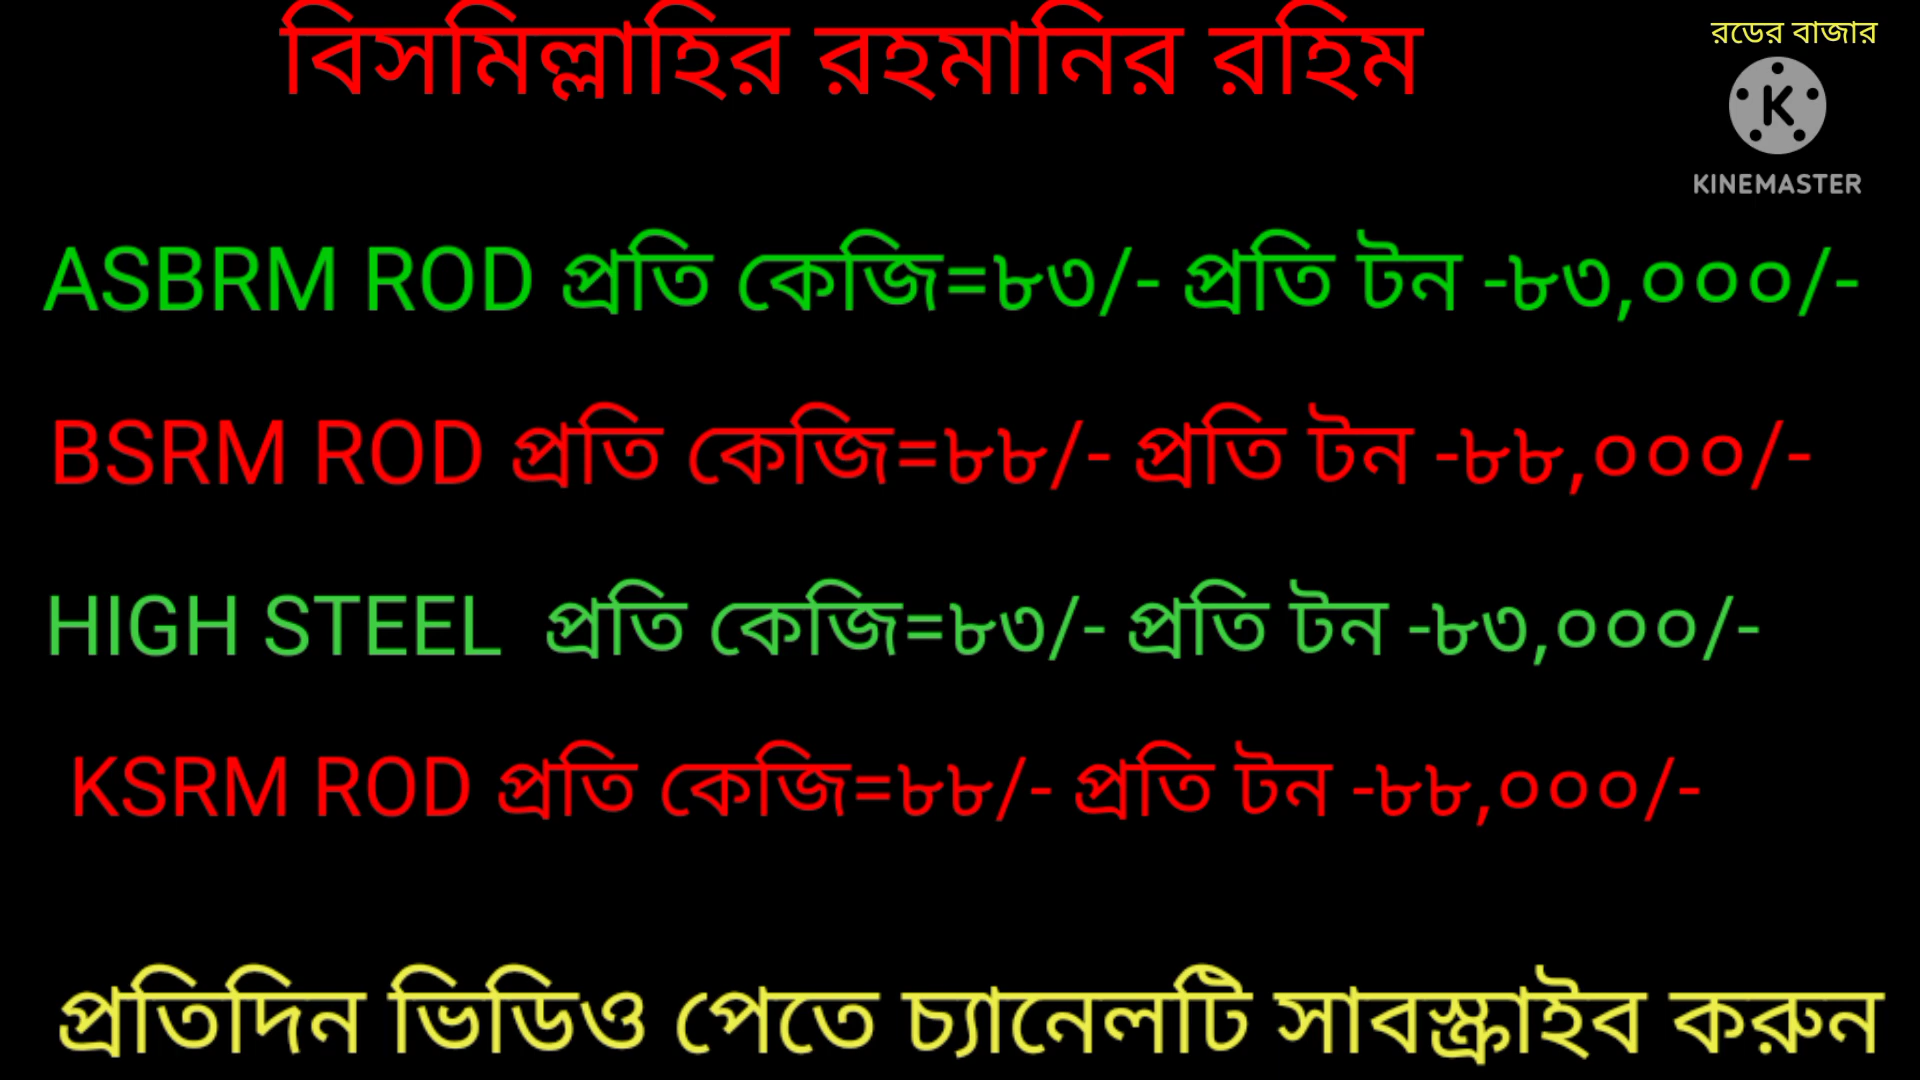 বিসমিল্লাহির রহমানির রহিম
রডের বাজার
K
KINEMASTER
ASBRM ROD প্রতি কেজি=৮৩/- প্রতি টন -৮৩,০০০/-
BSRM ROD প্রতি কেজি=৮৮/- প্রতি টন -৮৮,০০০/-
HIGH STEEL প্রতি কেজি=৮৩/- প্রতি টন -৮৩,০০০/-
KSRM ROD প্রতি কেজি=৮৮/- প্রতি টন -৮৮,০০০/-
প্রতিদিন ভিডিও পেতে চ্যানেলটি সাবস্ক্রাইব করুন